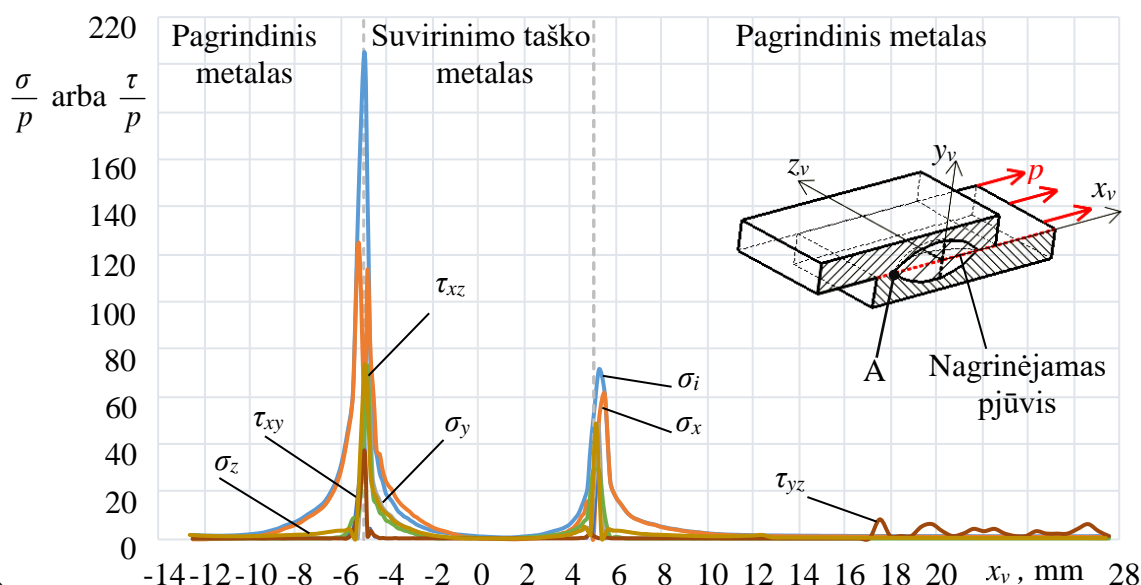 220
Pagrindinis metalas
Suvirinimo taško metalas
Pagrindinis metalas
σ/p arba τ/p
160
140
120
100
80
60
40
20
0
τxz
τxy
σy
σz
σi
σx
τyz
yv
zv
p
xv
A
Nagrinėjamas pjūvis
-14 -12 -10 -8 -6 -4 -2 0 2 4 6 8 10 12 14 16 18 20 xv, mm 28